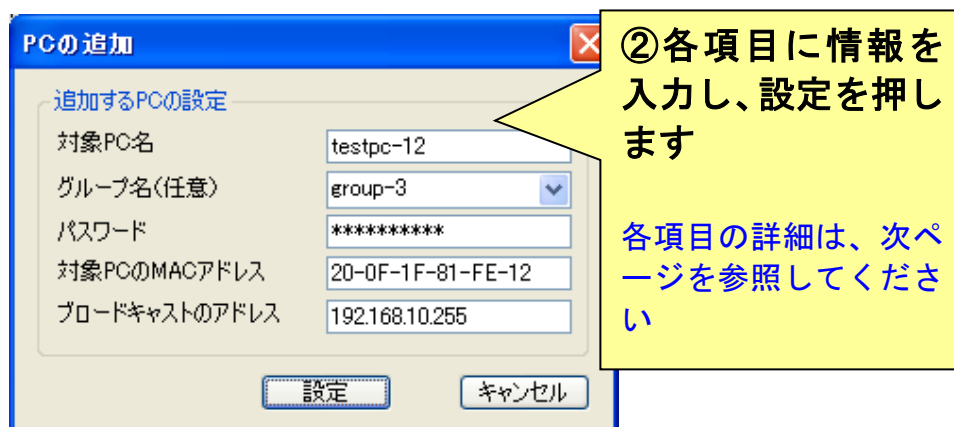 PCの追加
追加するPCの設定
対象PC名
testpc-12
グループ名(任意)
group-3
パスワード
**********
対象PCのMACアドレス
20-0F-1F-81-FE-12
ブロードキャストのアドレス
192.168.10.255
設定
キャンセル
②各項目に情報を
入力し、設定を押し
ます
各項目の詳細は、次ペ
ージを参照してくださ
い